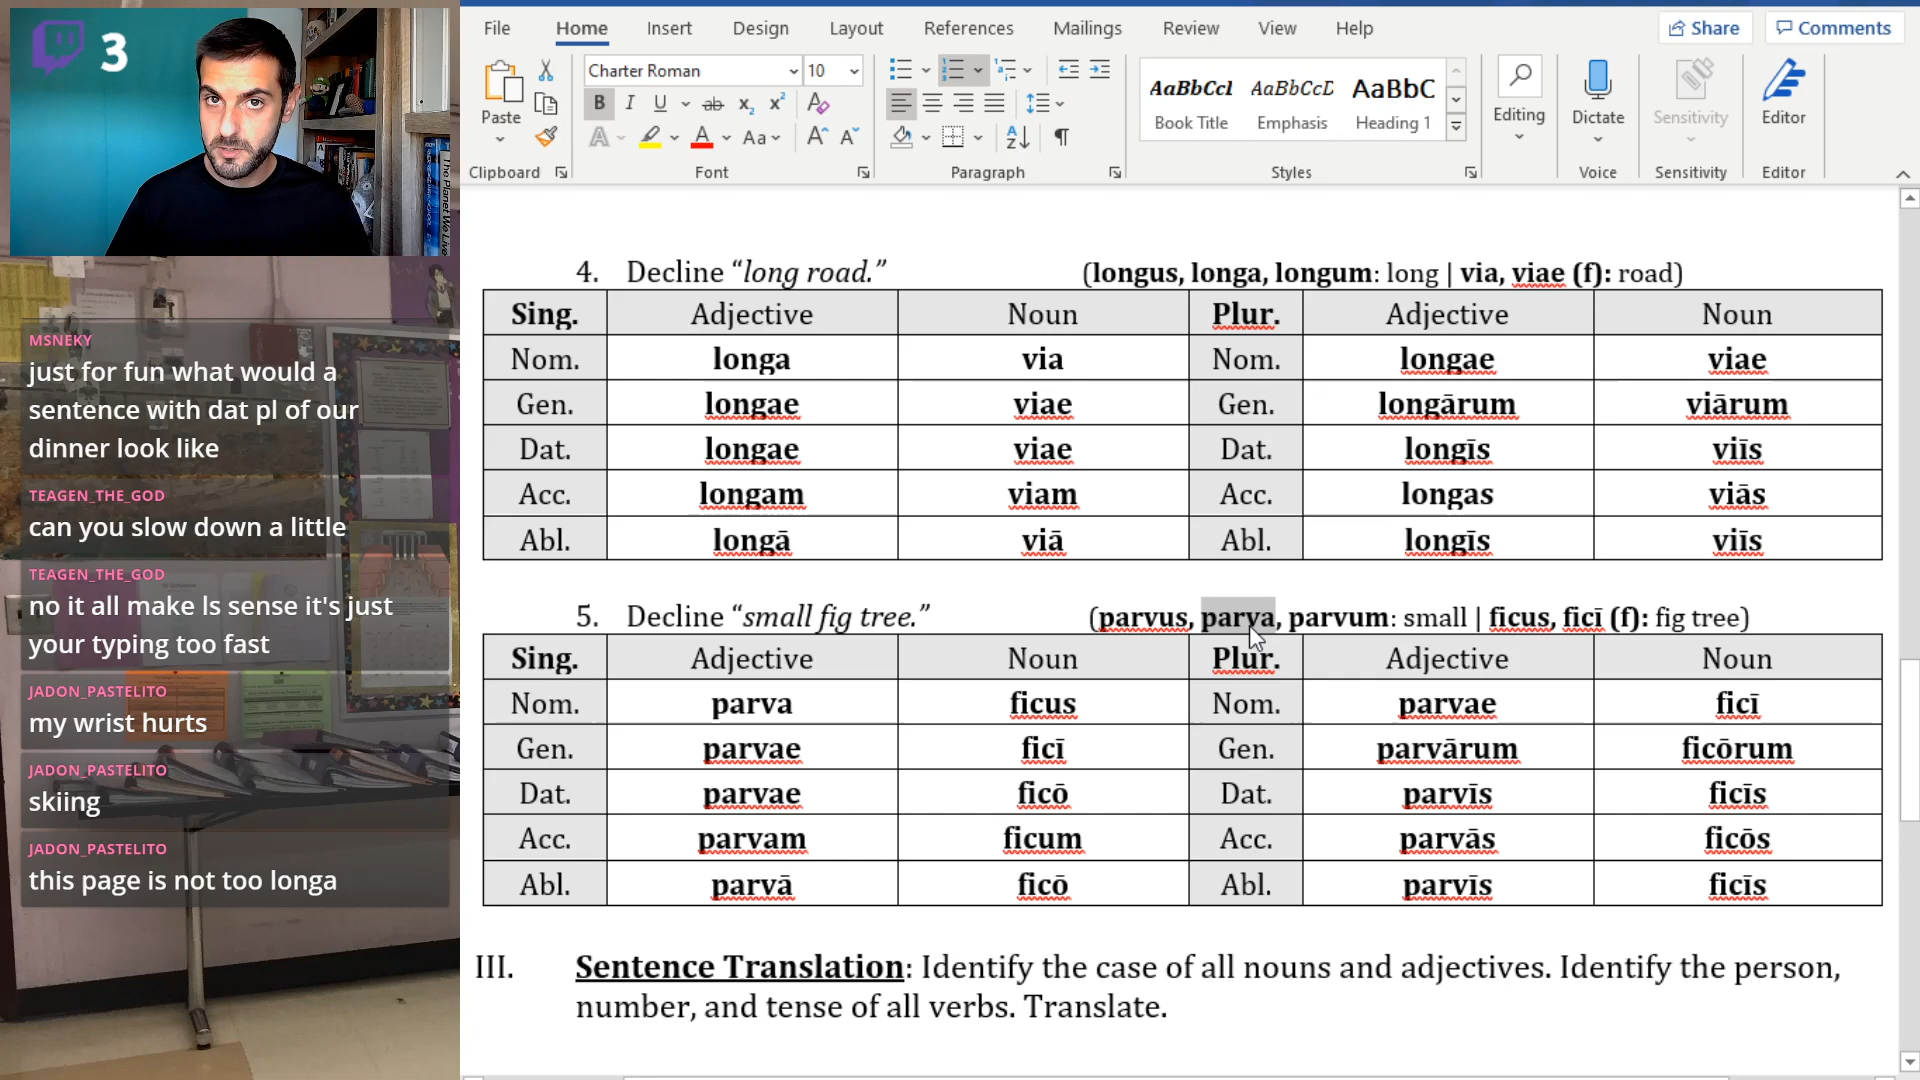 3
The Planet We Live
MSNEKY
just for fun what would a
sentence with dat pl of our
dinner look like
TEAGEN_THE_GOD
can you slow down a little
TEAGEN_THE_GOD
no it all make ls sense it's just
your typing too fast
JADON_PASTELITO
my wrist hurts
JADON_PASTELITO
skiing
JADON_PASTELITO
this page is not too longa
File Home Insert Design Layout References Mailings Review View Help Share Comments
Paste
Clipboard
Charter Roman 10
B I U ab x2 x2 A
A A Aa A A
Font
Paragraph
AaBbCcI AaBbCcD AaBbC
Book Title Emphasis Heading 1
Styles
Editing
Dictate
Voice
Sensitivity
Sensitivity
Editor
Editor
4. Decline “long road.” (longus, longa, longum: long | via, viae (f): road)
Sing. Adjective Noun Plur. Adjective Noun
Nom. longa via Nom. longae viae
Gen. longae viae Gen. longārum viārum
Dat. longae viae Dat. longīs viīs
Acc. longam viam Acc. longas viās
Abl. longā viā Abl. longīs viīs
5. Decline “small fig tree.” (parvus, parva, parvum: small | ficus, ficī (f): fig tree)
Sing. Adjective Noun Plur. Adjective Noun
Nom. parva ficus Nom. parvae ficī
Gen. parvae ficī Gen. parvārum ficōrum
Dat. parvae ficō Dat. parvīs ficīs
Acc. parvam ficum Acc. parvās ficōs
Abl. parvā ficō Abl. parvīs ficīs
III. Sentence Translation: Identify the case of all nouns and adjectives. Identify the person,
number, and tense of all verbs. Translate.